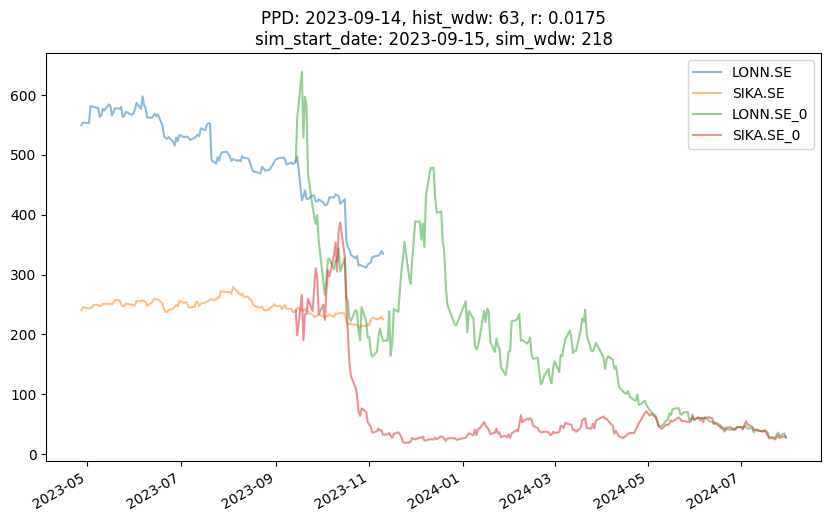 PPD: 2023-09-14, hist_wdw: 63, r: 0.0175
sim_start_date: 2023-09-15, sim_wdw: 218
LONN.SE
SIKA.SE
LONN.SE_0
SIKA.SE_0
600
500
400
300
200
100
0
2023-05
2023-07
2023-09
2023-11
2024-01
2024-03
2024-05
2024-07